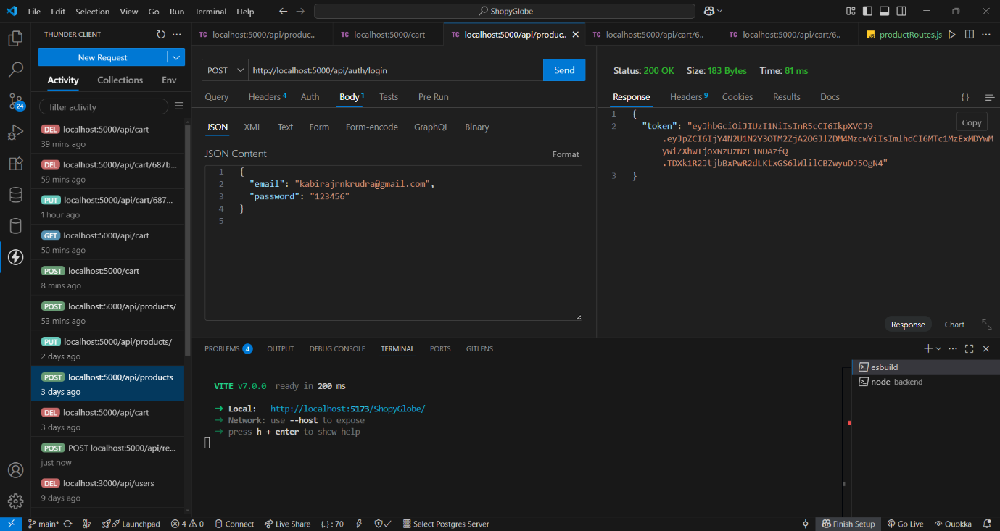 File Edit Selection View Go Run Terminal Help
ShopyGlobe
THUNDER CLIENT
New Request
Activity Collections Env
filter activity
DEL localhost:5000/api/cart
39 mins ago
DEL localhost:5000/api/cart/687b...
59 mins ago
PUT localhost:5000/api/cart/687...
1 hour ago
GET localhost:5000/api/cart
50 mins ago
POST localhost:5000/cart
8 mins ago
POST localhost:5000/api/products/
53 mins ago
PUT localhost:5000/api/products/
2 days ago
POST localhost:5000/api/products
3 days ago
DEL localhost:5000/api/cart
3 days ago
POST POST localhost:5000/api/re...
just now
DEL localhost:3000/api/users
9 days ago
24
TC localhost:5000/api/produc..
TC localhost:5000/cart
TC localhost:5000/api/produc..
TC localhost:5000/api/cart/6..
TC localhost:5000/api/cart/6..
JS productRoutes.js
POST http://localhost:5000/api/auth/login Send
Query Headers 4 Auth Body 1 Tests Pre Run
JSON XML Text Form Form-encode GraphQL Binary
JSON Content Format
1 {
2 "email": "kabirajrnkrudra@gmail.com",
3 "password": "123456"
4 }
5
Status: 200 OK Size: 183 Bytes Time: 81 ms
Response Headers 9 Cookies Results Docs {}
Copy
1 {
2 "token": "eyJhbGciOiJIUzI1NiIsInR5cCI6IkpXVCJ9
.eyJpZCI6IjY4N2U1N2Y3OTM2ZjA2OGJlZDM4MzcwYiIsImlhdCI6MTc1MzExMDYwM
ywiZXhwIjoxNzUzNzE1NDAzfQ
.TDXk1R2JtjbBxPwR2dLKtxGS6lWlilCBZwyuDJ5OgN4"
3 }
Response Chart
PROBLEMS 4 OUTPUT DEBUG CONSOLE TERMINAL PORTS GITLENS
VITE v7.0.0 ready in 200 ms
➜ Local: http://localhost:5173/ShopyGlobe/
➜ Network: use --host to expose
➜ press h + enter to show help
esbuild
node backend
main* Launchpad 4 0 Connect Live Share {..} : 70 Select Postgres Server Finish Setup Go Live Quokka